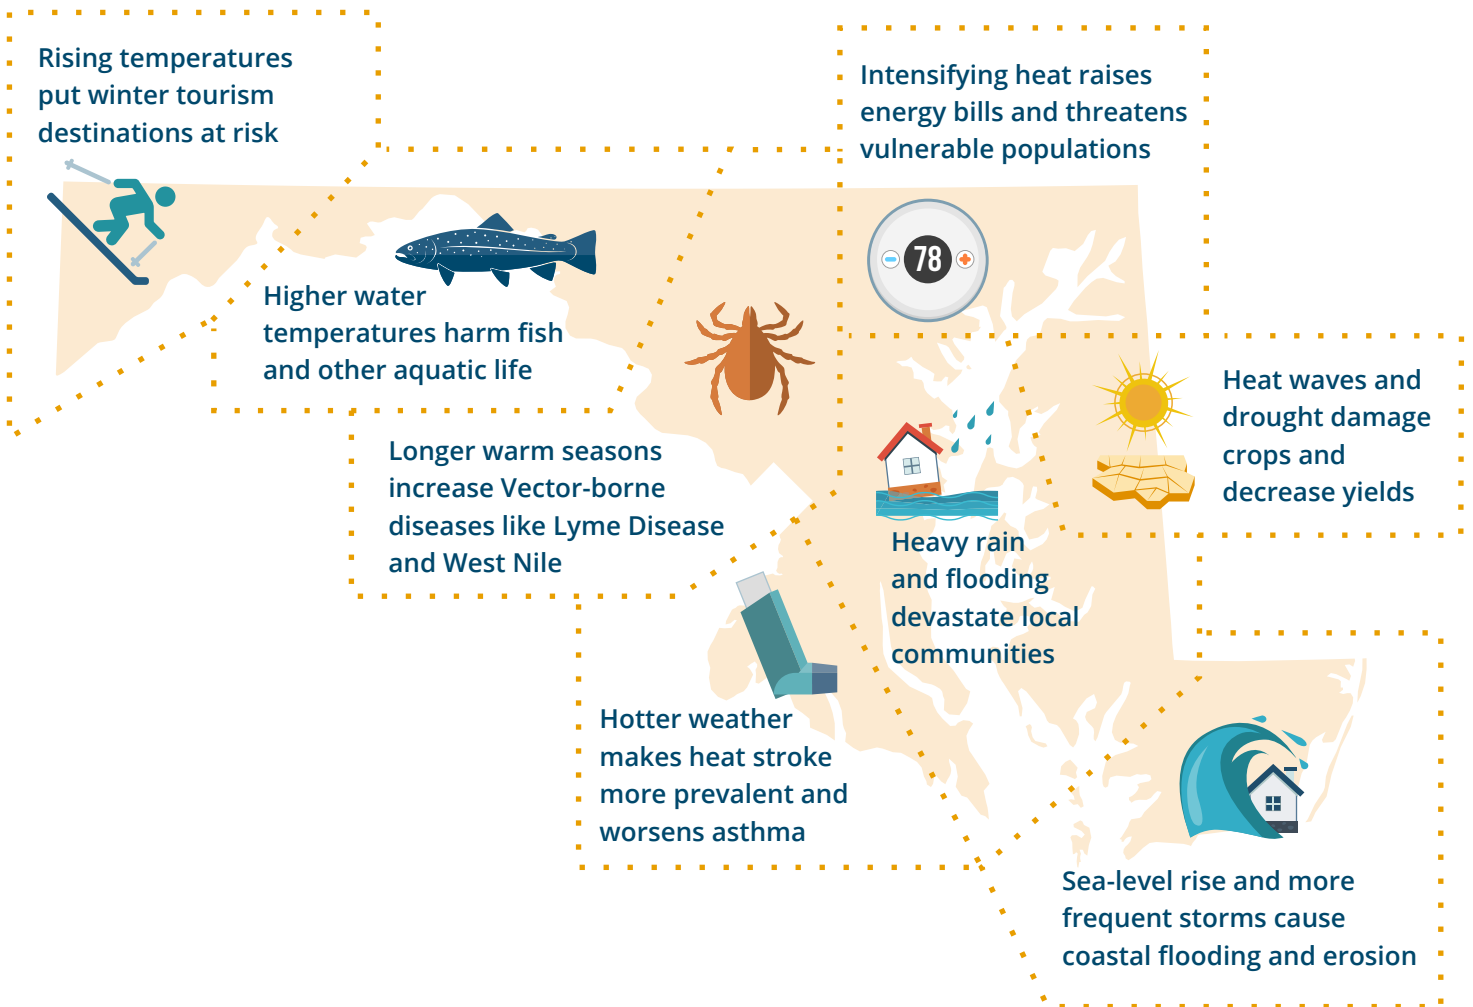 Rising temperatures
put winter tourism
destinations at risk
Intensifying heat raises
energy bills and threatens
vulnerable populations
78
Higher water
temperatures harm fish
and other aquatic life
Heat waves and
drought damage
crops and
decrease yields
Longer warm seasons
increase Vector-borne
diseases like Lyme Disease
and West Nile
Heavy rain
and flooding
devastate local
communities
Hotter weather
makes heat stroke
more prevalent and
worsens asthma
Sea-level rise and more
frequent storms cause
coastal flooding and erosion